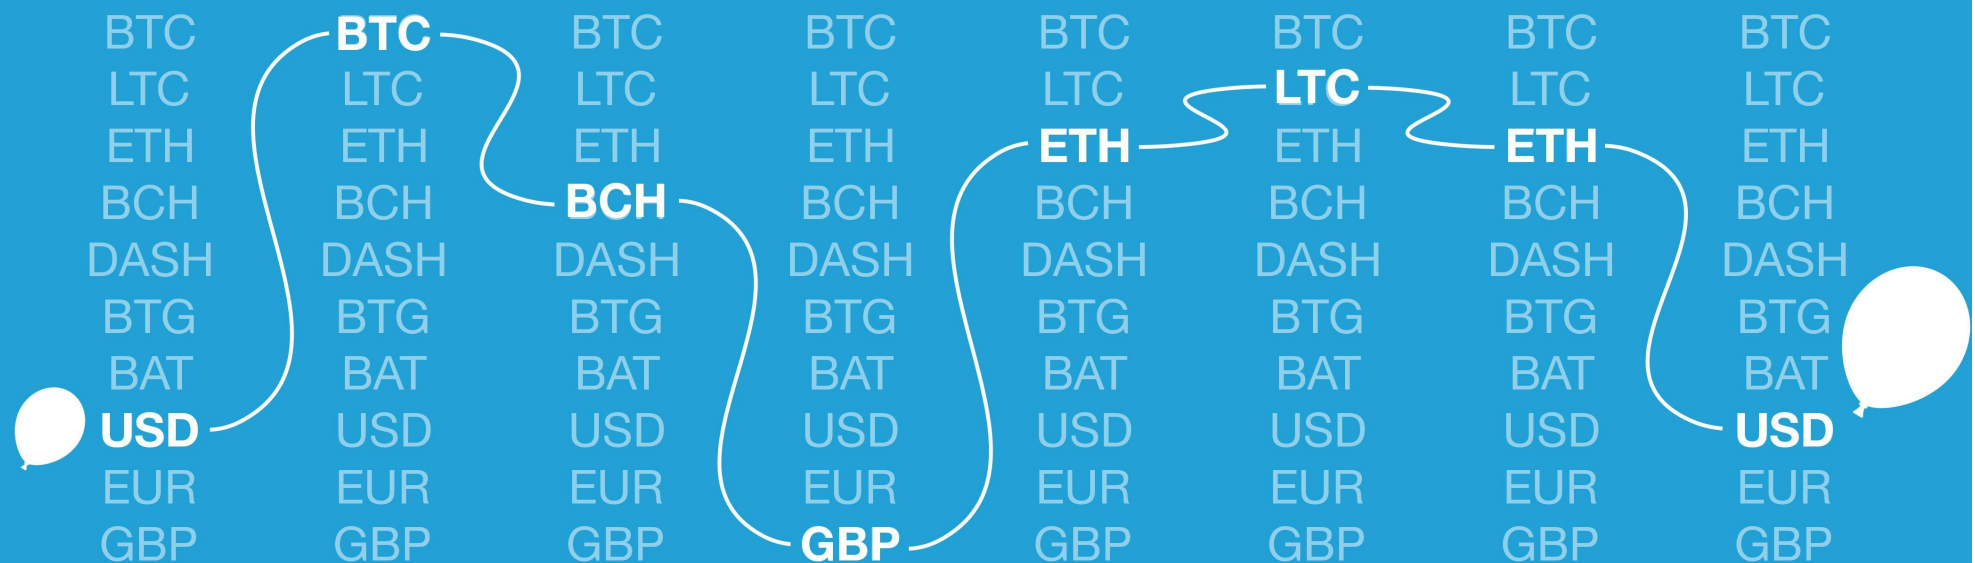 BTC BTC BTC BTC BTC BTC BTC BTC
LTC LTC LTC LTC LTC LTC LTC LTC
ETH ETH ETH ETH ETH ETH ETH ETH
BCH BCH BCH BCH BCH BCH BCH BCH
DASH DASH DASH DASH DASH DASH DASH DASH
BTG BTG BTG BTG BTG BTG BTG BTG
BAT BAT BAT BAT BAT BAT BAT BAT
USD USD USD USD USD USD USD USD
EUR EUR EUR EUR EUR EUR EUR EUR
GBP GBP GBP GBP GBP GBP GBP GBP